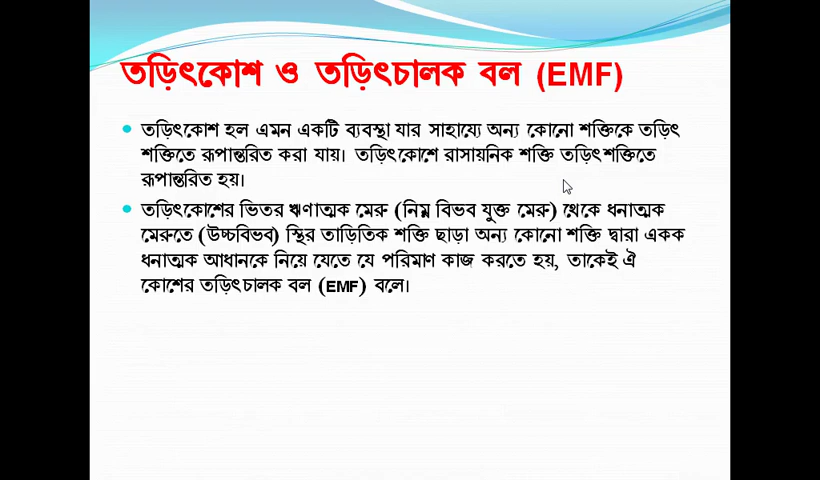 তড়িৎকোশ ও তড়িৎচালক বল (EMF)
তড়িৎকোশ হল এমন একটি ব্যবস্থা যার সাহায্যে অন্য কোনো শক্তিকে তড়িৎ
শক্তিতে রূপান্তরিত করা যায়। তড়িৎকোশে রাসায়নিক শক্তি তড়িৎশক্তিতে
রূপান্তরিত হয়।
তড়িৎকোশের ভিতর ঋণাত্মক মেরু (নিম্ন বিভব যুক্ত মেরু) থেকে ধনাত্মক
মেরুতে (উচ্চবিভব) স্থির তাড়িতিক শক্তি ছাড়া অন্য কোনো শক্তি দ্বারা একক
ধনাত্মক আধানকে নিয়ে যেতে যে পরিমাণ কাজ করতে হয়, তাকেই ঐ
কোশের তড়িৎচালক বল (EMF) বলে।